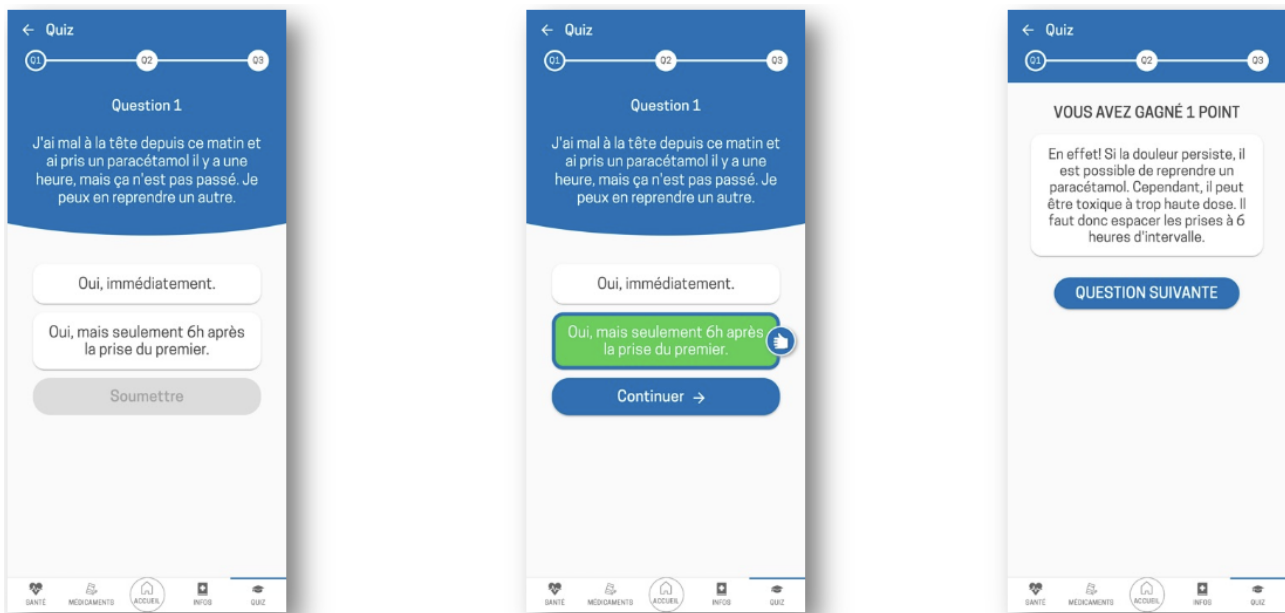 ← Quiz
Q1 Q2 Q3
Question 1
J'ai mal à la tête depuis ce matin et
ai pris un paracétamol il y a une
heure, mais ça n'est pas passé. Je
peux en reprendre un autre.
Oui, immédiatement.
Oui, mais seulement 6h après
la prise du premier.
Soumettre
SANTÉ MÉDICAMENTS ACCUEIL INFOS QUIZ
← Quiz
Q1 Q2 Q3
Question 1
J'ai mal à la tête depuis ce matin et
ai pris un paracétamol il y a une
heure, mais ça n'est pas passé. Je
peux en reprendre un autre.
Oui, immédiatement.
Oui, mais seulement 6h après
la prise du premier.
Continuer →
SANTÉ MÉDICAMENTS ACCUEIL INFOS QUIZ
← Quiz
Q1 Q2 Q3
VOUS AVEZ GAGNÉ 1 POINT
En effet! Si la douleur persiste, il
est possible de reprendre un
paracétamol. Cependant, il peut
être toxique à trop haute dose. Il
faut donc espacer les prises à 6
heures d'intervalle.
QUESTION SUIVANTE
SANTÉ MÉDICAMENTS ACCUEIL INFOS QUIZ